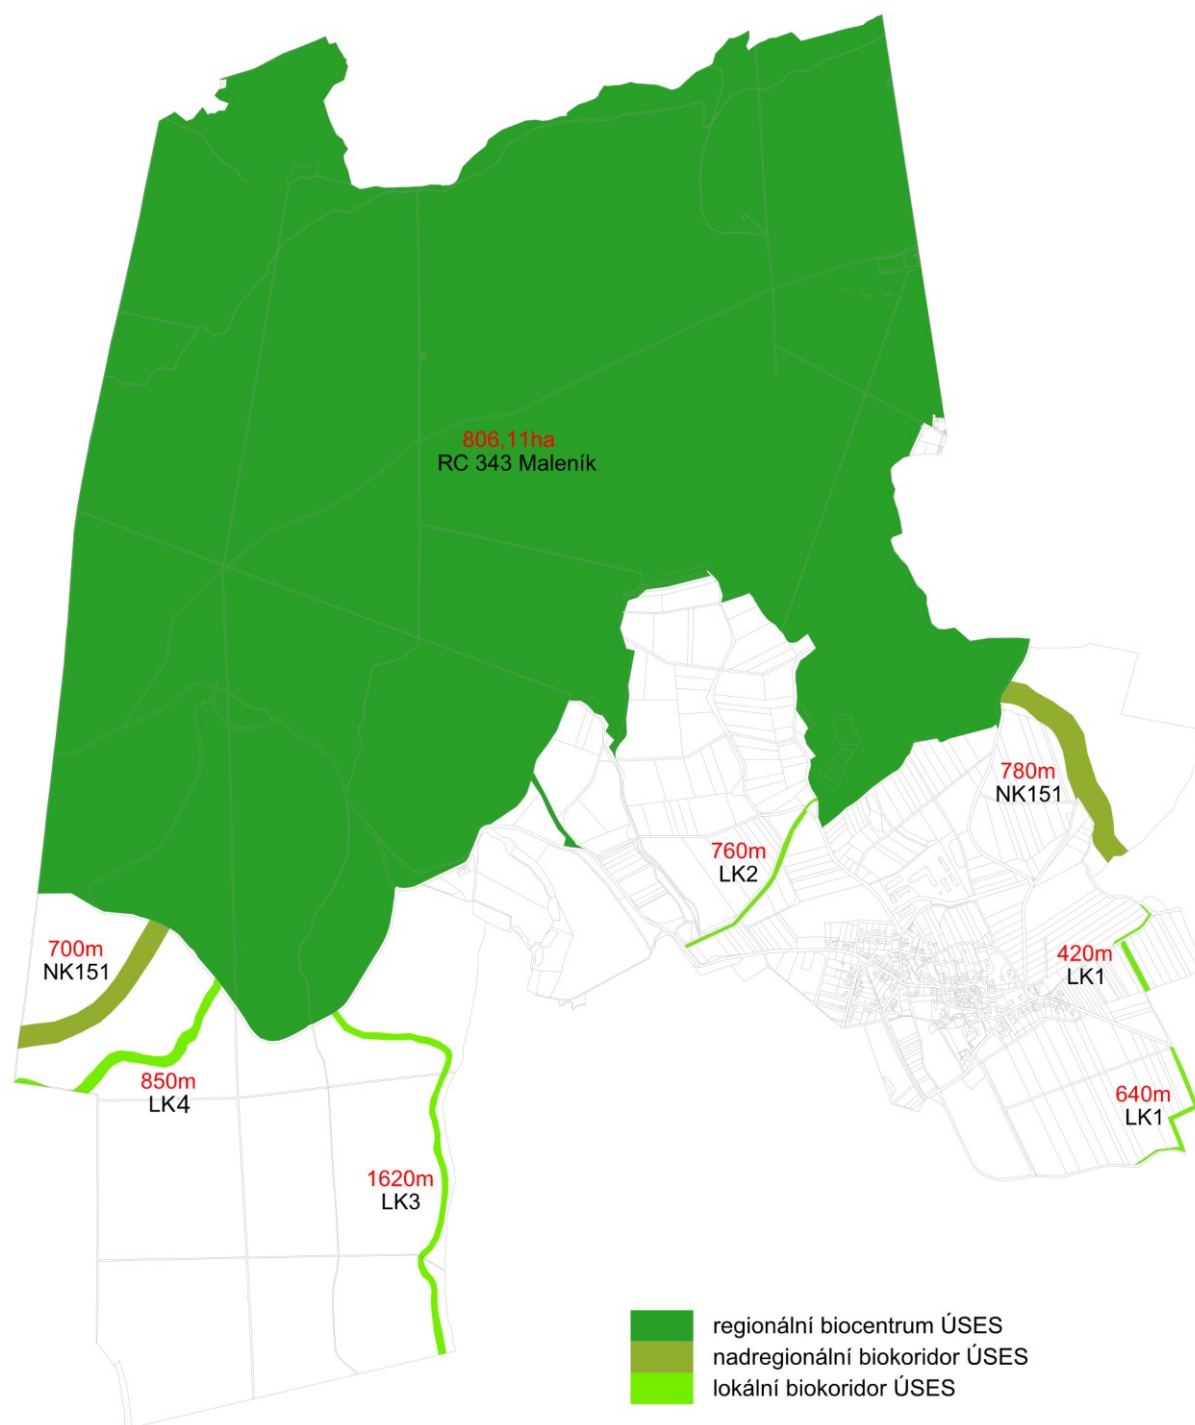 806,11ha
RC 343 Maleník
780m
NK151
760m
LK2
700m
NK151
420m
LK1
850m
LK4
640m
LK1
1620m
LK3
regionální biocentrum ÚSES
nadregionální biokoridor ÚSES
lokální biokoridor ÚSES